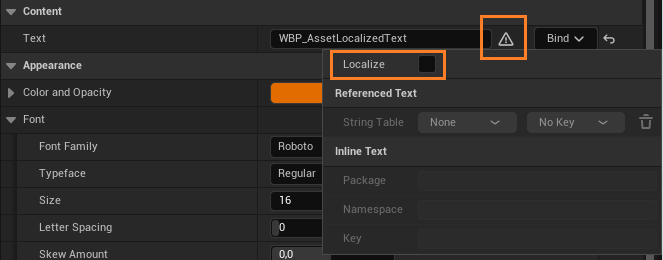 Content
Text WBP_AssetLocalizedText Bind
Localize
Appearance
Referenced Text
Color and Opacity
String Table None No Key
Font
Font Family Roboto
Inline Text
Typeface Regular
Package
Size 16
Namespace
Letter Spacing 0
Key
Skew Amount 0,0